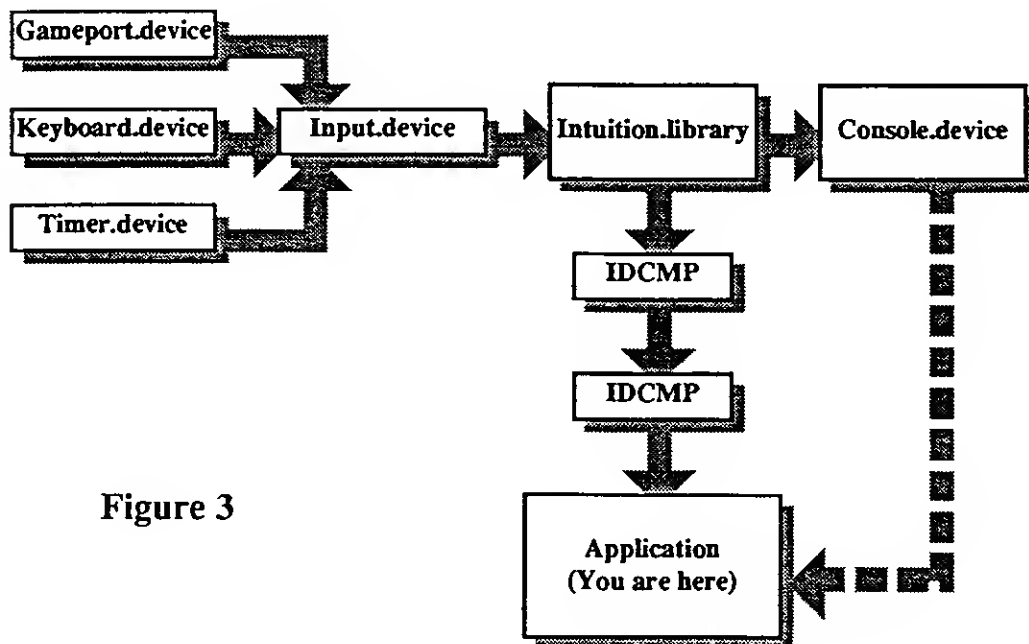 Gameport.device
Keyboard.device
Input.device
Intuition.library
Console.device
Timer.device
IDCMP
IDCMP
Figure 3
Application
(You are here)